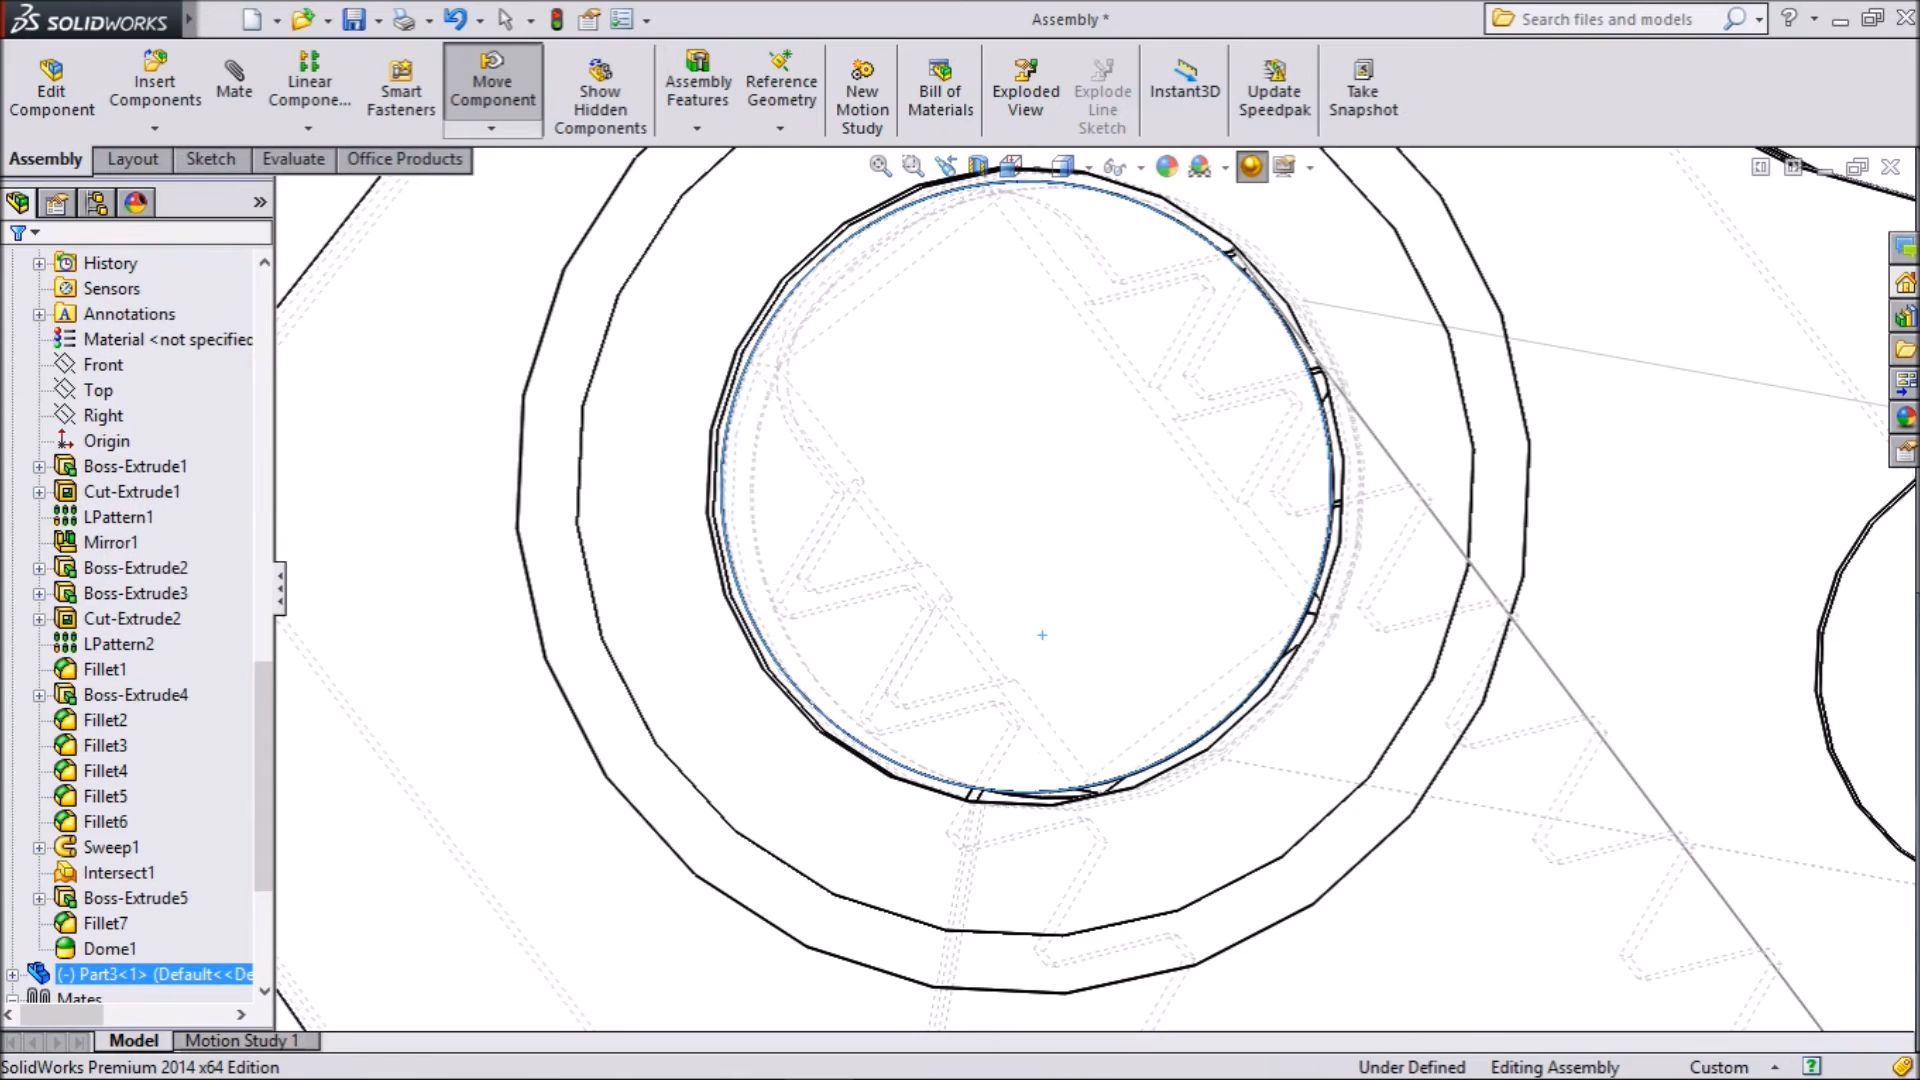 SOLIDWORKS
Assembly *
Search files and models
Edit Component
Insert Components
Mate
Linear Compone...
Smart Fasteners
Move Component
Show Hidden Components
Assembly Features
Reference Geometry
New Motion Study
Bill of Materials
Exploded View
Explode Line Sketch
Instant3D
Update Speedpak
Take Snapshot
Assembly
Layout
Sketch
Evaluate
Office Products
History
Sensors
Annotations
Material <not specified
Front
Top
Right
Origin
Boss-Extrude1
Cut-Extrude1
LPattern1
Mirror1
Boss-Extrude2
Boss-Extrude3
Cut-Extrude2
LPattern2
Fillet1
Boss-Extrude4
Fillet2
Fillet3
Fillet4
Fillet5
Fillet6
Sweep1
Intersect1
Boss-Extrude5
Fillet7
Dome1
(-) Part3<1> (Default<<De
Mates
Model
Motion Study 1
SolidWorks Premium 2014 x64 Edition
Under Defined
Editing Assembly
Custom